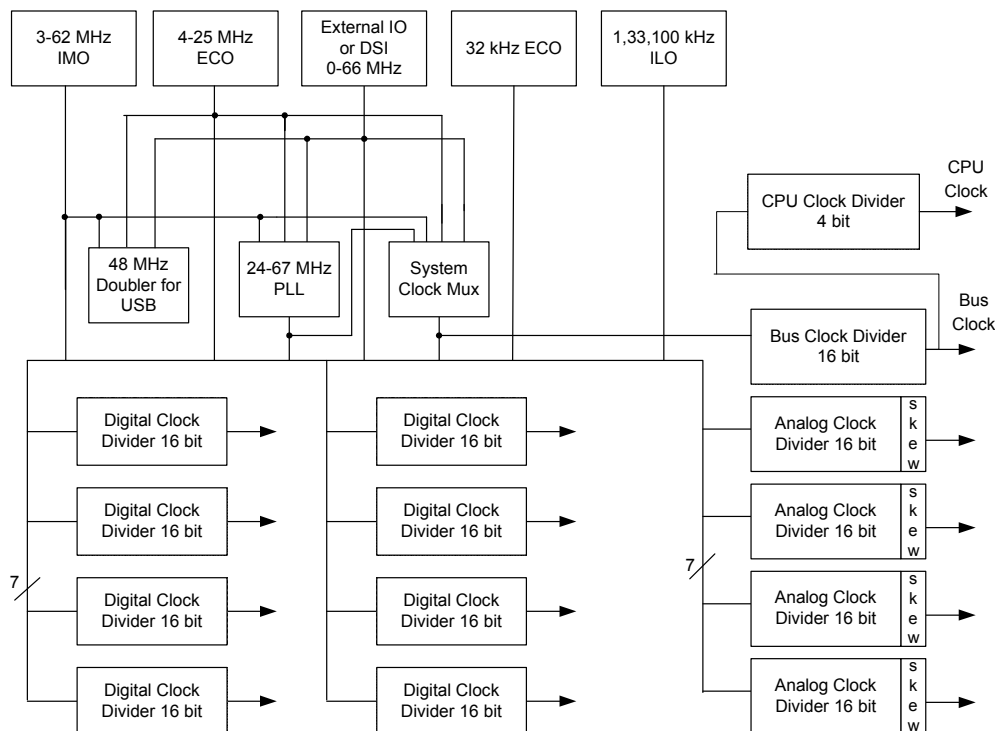 3-62 MHz
IMO
4-25 MHz
ECO
External IO
or DSI
0-66 MHz
32 kHz ECO
1,33,100 kHz
ILO
CPU
Clock
CPU Clock Divider
4 bit
48 MHz
Doubler for
USB
24-67 MHz
PLL
System
Clock Mux
Bus
Clock
Bus Clock Divider
16 bit
Digital Clock
Divider 16 bit
Digital Clock
Divider 16 bit
Analog Clock
Divider 16 bit
s
k
e
w
Digital Clock
Divider 16 bit
Digital Clock
Divider 16 bit
Analog Clock
Divider 16 bit
s
k
e
w
7
7
Digital Clock
Divider 16 bit
Digital Clock
Divider 16 bit
Analog Clock
Divider 16 bit
s
k
e
w
Digital Clock
Divider 16 bit
Digital Clock
Divider 16 bit
Analog Clock
Divider 16 bit
s
k
e
w